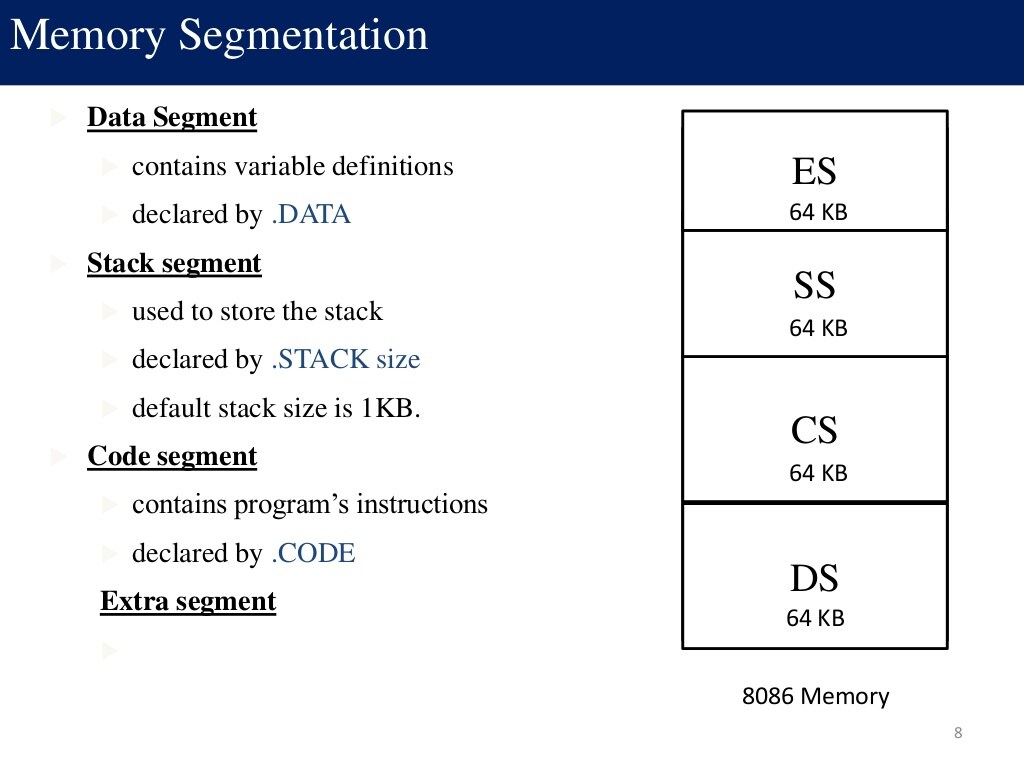 Memory Segmentation
Data Segment
contains variable definitions
declared by .DATA
Stack segment
used to store the stack
declared by .STACK size
default stack size is 1KB.
Code segment
contains program’s instructions
declared by .CODE
Extra segment
ES
64 KB
SS
64 KB
CS
64 KB
DS
64 KB
8086 Memory
8